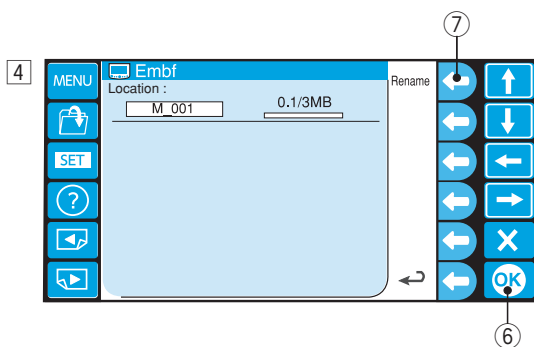 ⑦
4
MENU
Embf
Location :
Rename
M_001
0.1/3MB
SET
?
OK
⑥